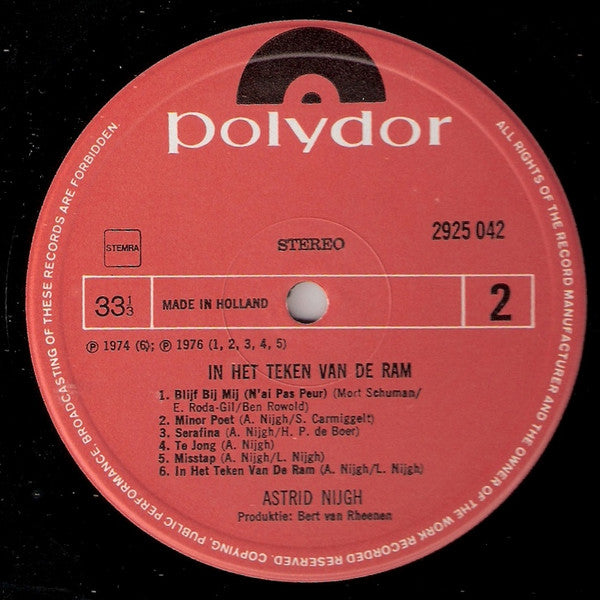 polydor
STEMRA
STEREO
2925 042
33 1/3
MADE IN HOLLAND
2
℗ 1974 (6); ℗ 1976 (1, 2, 3, 4, 5)
IN HET TEKEN VAN DE RAM
1. Blijf Bij Mij (N'ai Pas Peur) (Mort Schuman/
E. Roda-Gil/Ben Rowold)
2. Minor Poet (A. Nijgh/S. Carmiggelt)
3. Serafina (A. Nijgh/H. P. de Boer)
4. Te Jong (A. Nijgh)
5. Misstap (A. Nijgh/L. Nijgh)
6. In Het Teken Van De Ram (A. Nijgh/L. Nijgh)
ASTRID NIJGH
Produktie: Bert van Rheenen
ALL RIGHTS OF THE RECORD MANUFACTURER AND THE OWNER OF THE WORK RECORDED RESERVED. COPYING, PUBLIC PERFORMANCE, BROADCASTING OF THESE RECORDS ARE FORBIDDEN.